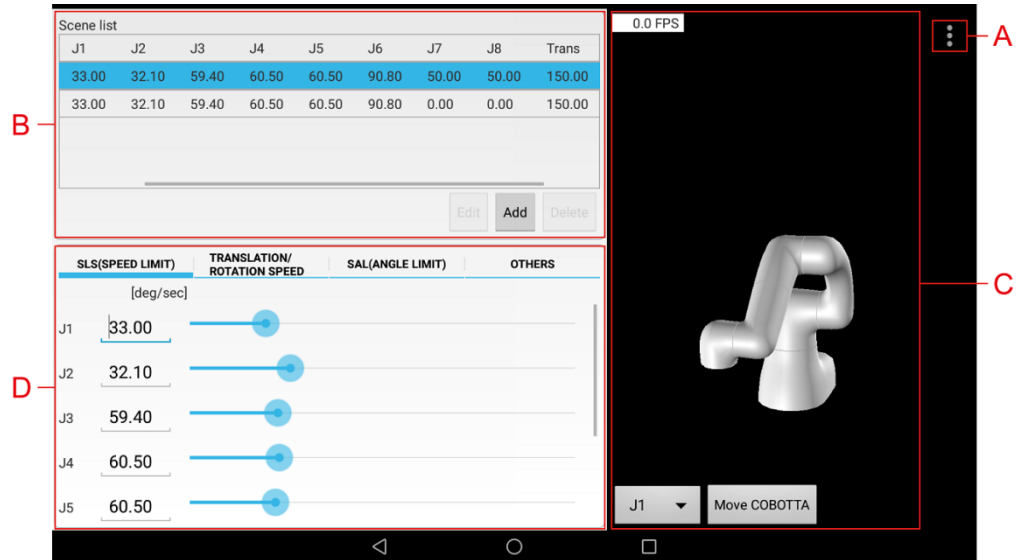 Scene list
J1 J2 J3 J4 J5 J6 J7 J8 Trans
33.00 32.10 59.40 60.50 60.50 90.80 50.00 50.00 150.00
33.00 32.10 59.40 60.50 60.50 90.80 0.00 0.00 150.00
Edit Add Delete
B
SLS(SPEED LIMIT) TRANSLATION/ SAL(ANGLE LIMIT) OTHERS
ROTATION SPEED
[deg/sec]
J1 33.00
J2 32.10
J3 59.40
J4 60.50
J5 60.50
D
0.0 FPS
A
C
J1 Move COBOTTA